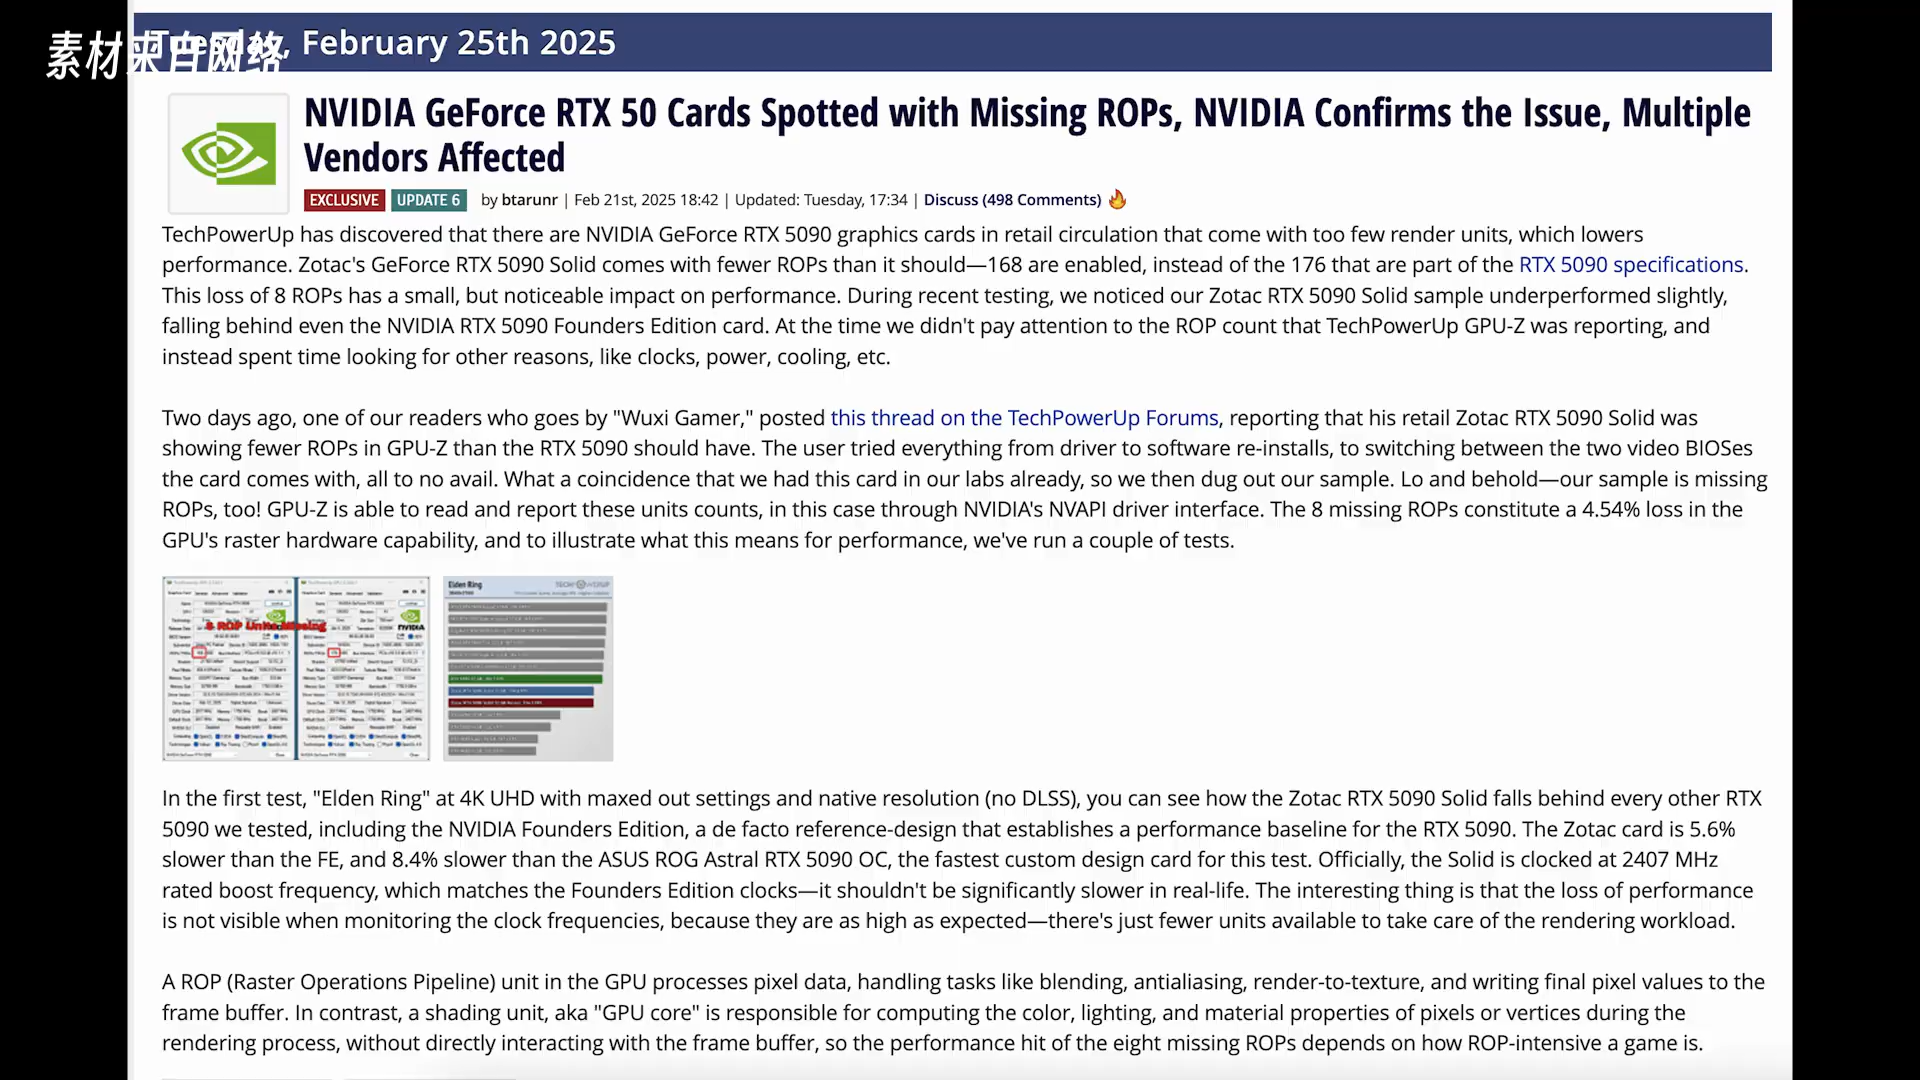 素材来自网络
February 25th 2025
NVIDIA GeForce RTX 50 Cards Spotted with Missing ROPs, NVIDIA Confirms the Issue, Multiple
Vendors Affected
EXCLUSIVE UPDATE 6 by btarunr | Feb 21st, 2025 18:42 | Updated: Tuesday, 17:34 | Discuss (498 Comments)
TechPowerUp has discovered that there are NVIDIA GeForce RTX 5090 graphics cards in retail circulation that come with too few render units, which lowers
performance. Zotac's GeForce RTX 5090 Solid comes with fewer ROPs than it should—168 are enabled, instead of the 176 that are part of the RTX 5090 specifications.
This loss of 8 ROPs has a small, but noticeable impact on performance. During recent testing, we noticed our Zotac RTX 5090 Solid sample underperformed slightly,
falling behind even the NVIDIA RTX 5090 Founders Edition card. At the time we didn't pay attention to the ROP count that TechPowerUp GPU-Z was reporting, and
instead spent time looking for other reasons, like clocks, power, cooling, etc.
Two days ago, one of our readers who goes by "Wuxi Gamer," posted this thread on the TechPowerUp Forums, reporting that his retail Zotac RTX 5090 Solid was
showing fewer ROPs in GPU-Z than the RTX 5090 should have. The user tried everything from driver to software re-installs, to switching between the two video BIOSes
the card comes with, all to no avail. What a coincidence that we had this card in our labs already, so we then dug out our sample. Lo and behold—our sample is missing
ROPs, too! GPU-Z is able to read and report these units counts, in this case through NVIDIA's NVAPI driver interface. The 8 missing ROPs constitute a 4.54% loss in the
GPU's raster hardware capability, and to illustrate what this means for performance, we've run a couple of tests.
8 ROP Units Missing
NVIDIA
Elden Ring
In the first test, "Elden Ring" at 4K UHD with maxed out settings and native resolution (no DLSS), you can see how the Zotac RTX 5090 Solid falls behind every other RTX
5090 we tested, including the NVIDIA Founders Edition, a de facto reference-design that establishes a performance baseline for the RTX 5090. The Zotac card is 5.6%
slower than the FE, and 8.4% slower than the ASUS ROG Astral RTX 5090 OC, the fastest custom design card for this test. Officially, the Solid is clocked at 2407 MHz
rated boost frequency, which matches the Founders Edition clocks—it shouldn't be significantly slower in real-life. The interesting thing is that the loss of performance
is not visible when monitoring the clock frequencies, because they are as high as expected—there's just fewer units available to take care of the rendering workload.
A ROP (Raster Operations Pipeline) unit in the GPU processes pixel data, handling tasks like blending, antialiasing, render-to-texture, and writing final pixel values to the
frame buffer. In contrast, a shading unit, aka "GPU core" is responsible for computing the color, lighting, and material properties of pixels or vertices during the
rendering process, without directly interacting with the frame buffer, so the performance hit of the eight missing ROPs depends on how ROP-intensive a game is.